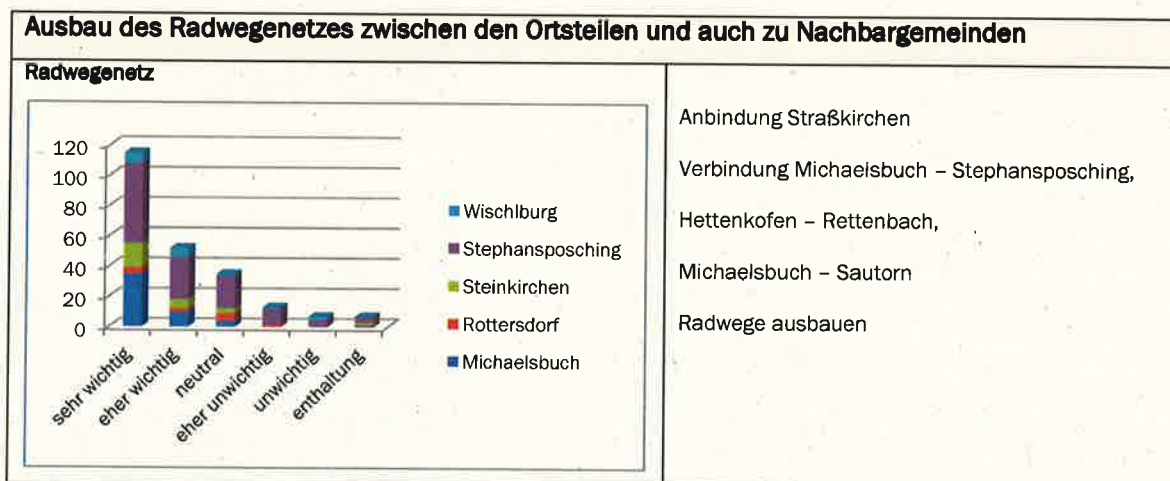 Ausbau des Radwegenetzes zwischen den Ortsteilen und auch zu Nachbargemeinden
Radwegenetz
120
100
80
60
40
20
0
sehr wichtig
eher wichtig
neutral
eher unwichtig
unwichtig
enthaltung
Wischlburg
Stephansposching
Steinkirchen
Rottersdorf
Michaelsbuch
Anbindung Straßkirchen
Verbindung Michaelsbuch – Stephansposching,
Hettenkofen – Rettenbach,
Michaelsbuch – Sautorn
Radwege ausbauen